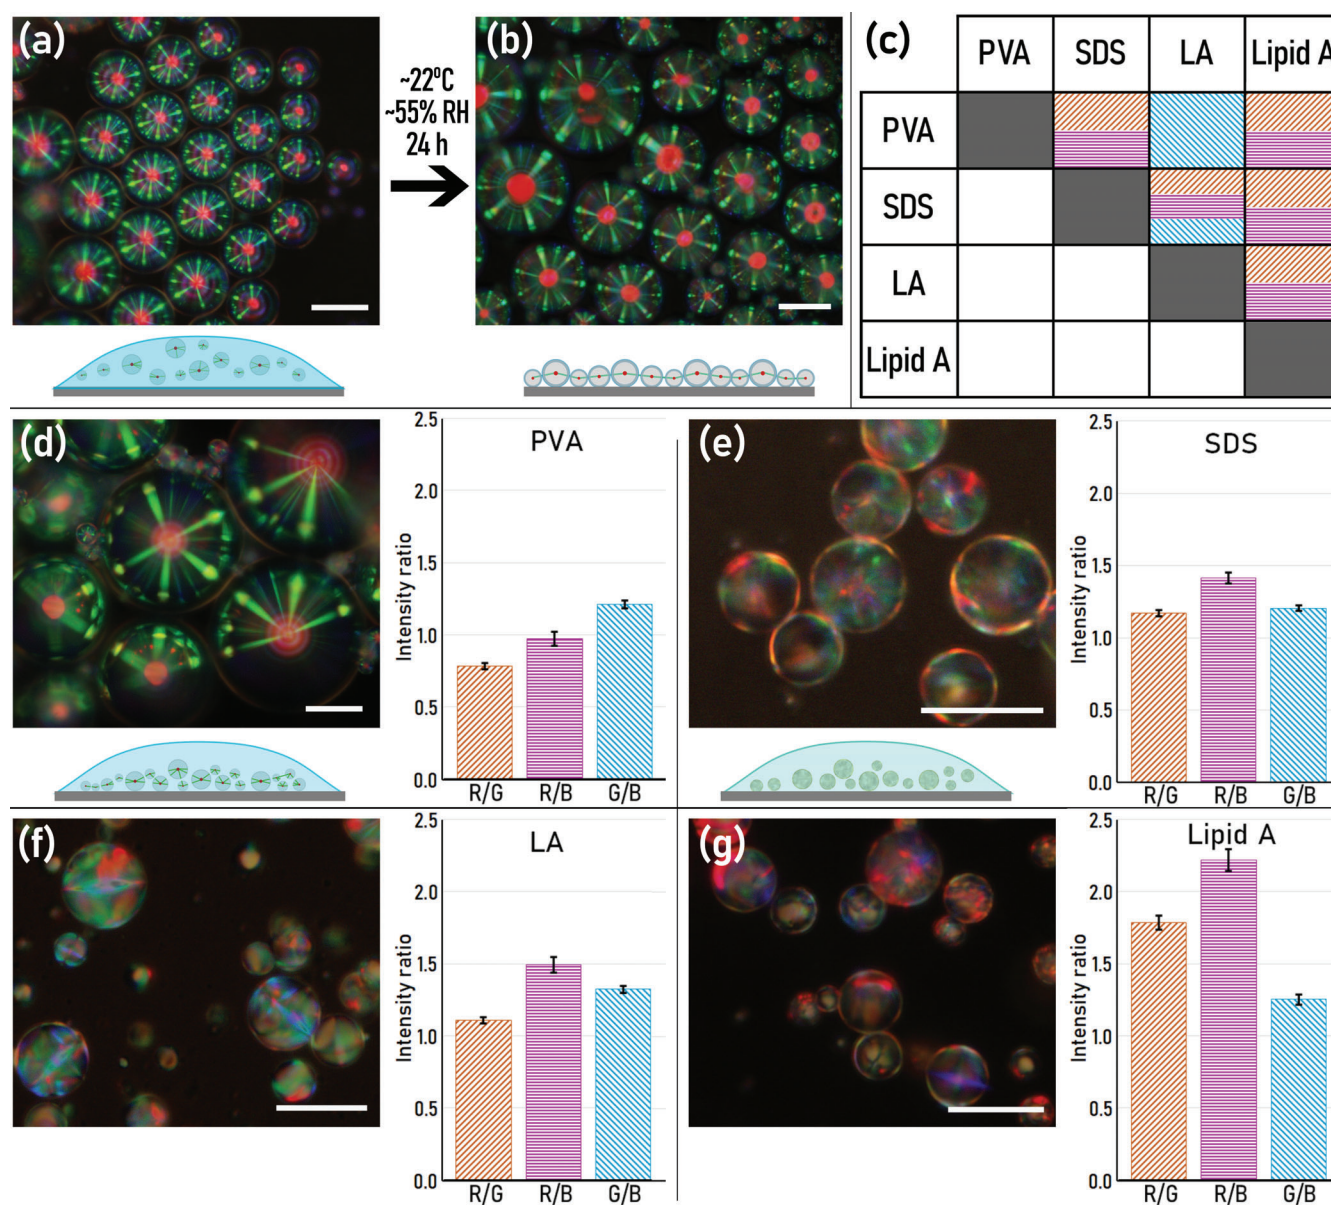 (a)
~22°C
~55% RH
24 h
(b)
(c)
PVA SDS LA Lipid A
PVA
SDS
LA
Lipid A
(d)
PVA
Intensity ratio
2.5
2.0
1.5
1.0
0.5
0.0
R/G R/B G/B
(e)
SDS
Intensity ratio
2.5
2.0
1.5
1.0
0.5
0.0
R/G R/B G/B
(f)
LA
Intensity ratio
2.5
2.0
1.5
1.0
0.5
0.0
R/G R/B G/B
(g)
Lipid A
Intensity ratio
2.5
2.0
1.5
1.0
0.5
0.0
R/G R/B G/B